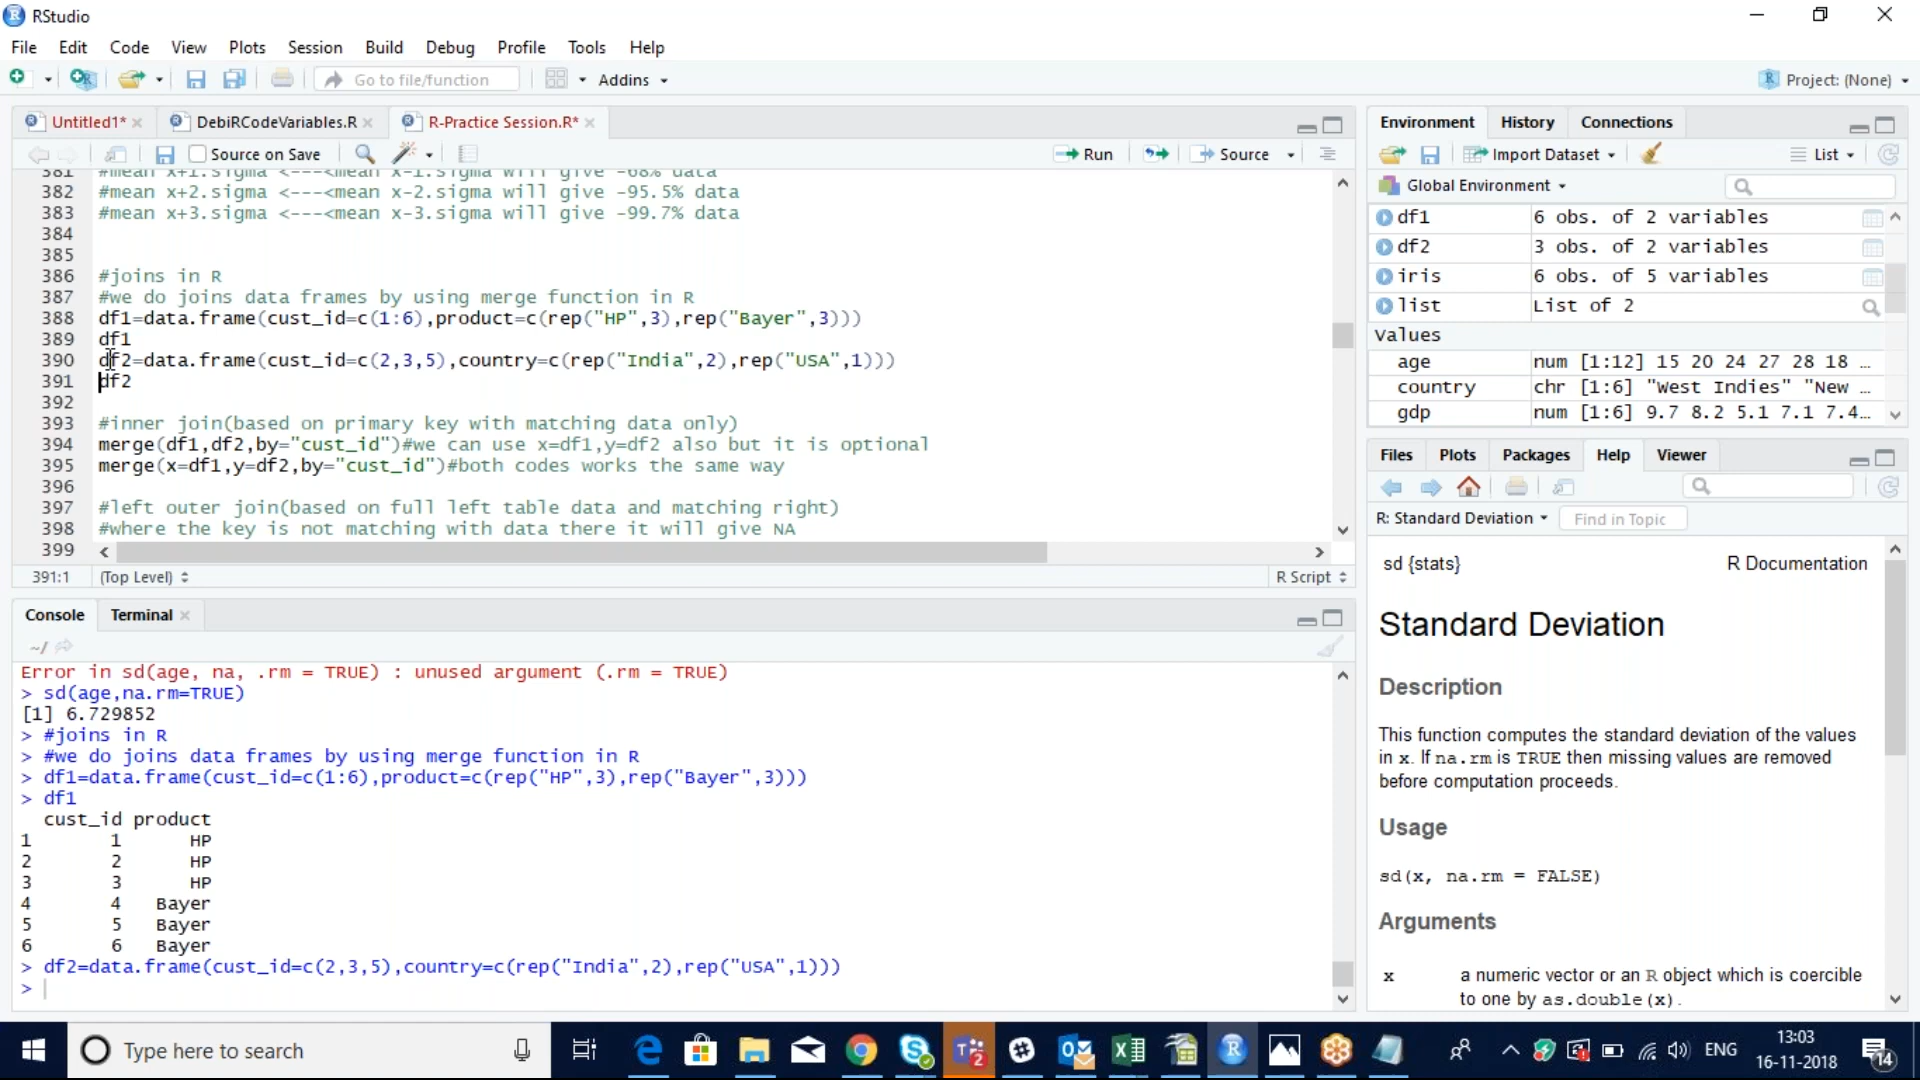 RStudio
File Edit Code View Plots Session Build Debug Profile Tools Help
Go to file/function Addins Project: (None)
Untitled1* DebiRCodeVariables.R R-Practice Session.R*
Source on Save Run Source
381 #mean x+1.sigma <---<mean x-1.sigma will give -68% data
382 #mean x+2.sigma <---<mean x-2.sigma will give -95.5% data
383 #mean x+3.sigma <---<mean x-3.sigma will give -99.7% data
384
385
386 #joins in R
387 #we do joins data frames by using merge function in R
388 df1=data.frame(cust_id=c(1:6),product=c(rep("HP",3),rep("Bayer",3)))
389 df1
390 df2=data.frame(cust_id=c(2,3,5),country=c(rep("India",2),rep("USA",1)))
391 df2
392
393 #inner join(based on primary key with matching data only)
394 merge(df1,df2,by="cust_id")#we can use x=df1,y=df2 also but it is optional
395 merge(x=df1,y=df2,by="cust_id")#both codes works the same way
396
397 #left outer join(based on full left table data and matching right)
398 #where the key is not matching with data there it will give NA
399
391:1 (Top Level) R Script
Console Terminal
~/
Error in sd(age, na, .rm = TRUE) : unused argument (.rm = TRUE)
> sd(age,na.rm=TRUE)
[1] 6.729852
> #joins in R
> #we do joins data frames by using merge function in R
> df1=data.frame(cust_id=c(1:6),product=c(rep("HP",3),rep("Bayer",3)))
> df1
cust_id product
1 1 HP
2 2 HP
3 3 HP
4 4 Bayer
5 5 Bayer
6 6 Bayer
> df2=data.frame(cust_id=c(2,3,5),country=c(rep("India",2),rep("USA",1)))
>
Environment History Connections
Import Dataset List
Global Environment
df1 6 obs. of 2 variables
df2 3 obs. of 2 variables
iris 6 obs. of 5 variables
list List of 2
Values
age num [1:12] 15 20 24 27 28 18 …
country chr [1:6] "West Indies" "New …
gdp num [1:6] 9.7 8.2 5.1 7.1 7.4…
Files Plots Packages Help Viewer
R: Standard Deviation Find in Topic
sd {stats} R Documentation
Standard Deviation
Description
This function computes the standard deviation of the values
in x. If na.rm is TRUE then missing values are removed
before computation proceeds.
Usage
sd(x, na.rm = FALSE)
Arguments
x a numeric vector or an R object which is coercible
to one by as.double(x).
Type here to search
ENG
13:03
16-11-2018
14